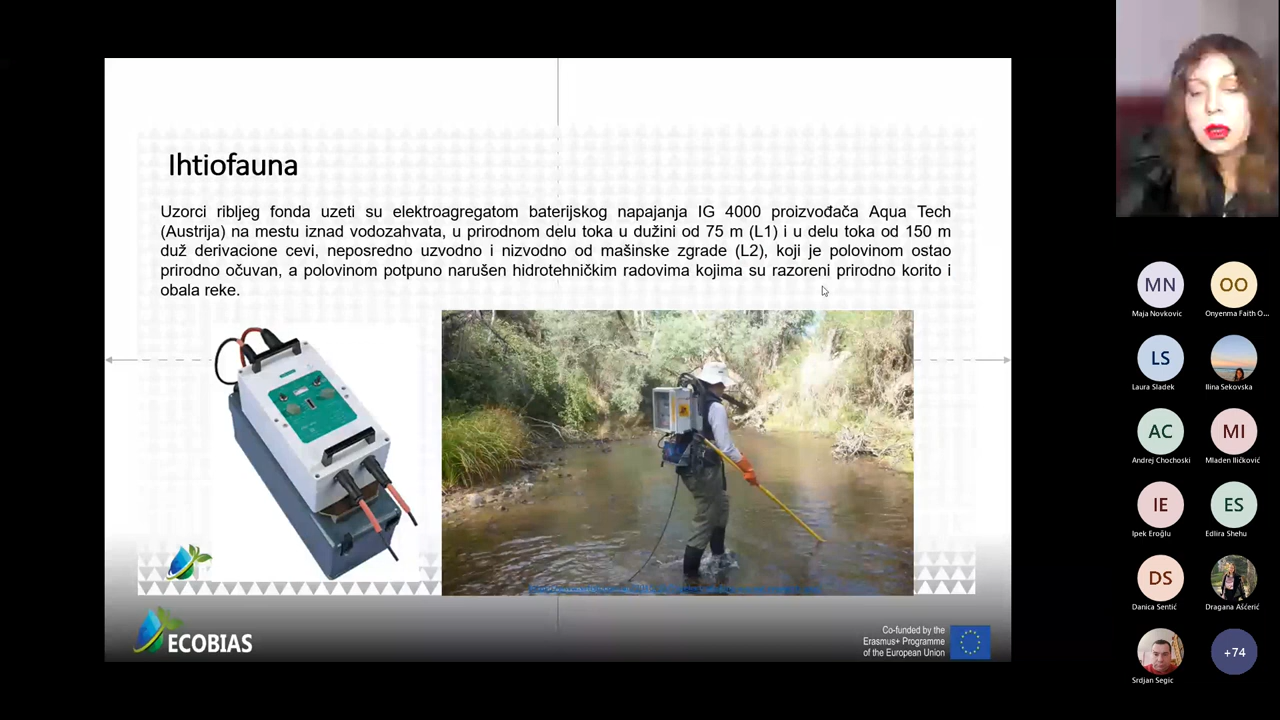 Ihtiofauna
Uzorci ribljeg fonda uzeti su elektroagregatom baterijskog napajanja IG 4000 proizvođača Aqua Tech
(Austrija) na mestu iznad vodozahvata, u prirodnom delu toka u dužini od 75 m (L1) i u delu toka od 150 m
duž derivacione cevi, neposredno uzvodno i nizvodno od mašinske zgrade (L2), koji je polovinom ostao
prirodno očuvan, a polovinom potpuno narušen hidrotehničkim radovima kojima su razoreni prirodno korito i
obala reke.
ECOBIAS
Co-funded by the
Erasmus+ Programme
of the European Union
MN
Maja Novkovic
OO
Onyenma Faith O...
LS
Laura Sladek
Ilina Sekovska
AC
Andrej Chochoski
MI
Mladen Iličković
IE
Ipek Eroğlu
ES
Edlira Shehu
DS
Danica Sentić
Dragana Ašćerić
Srdjan Segic
+74